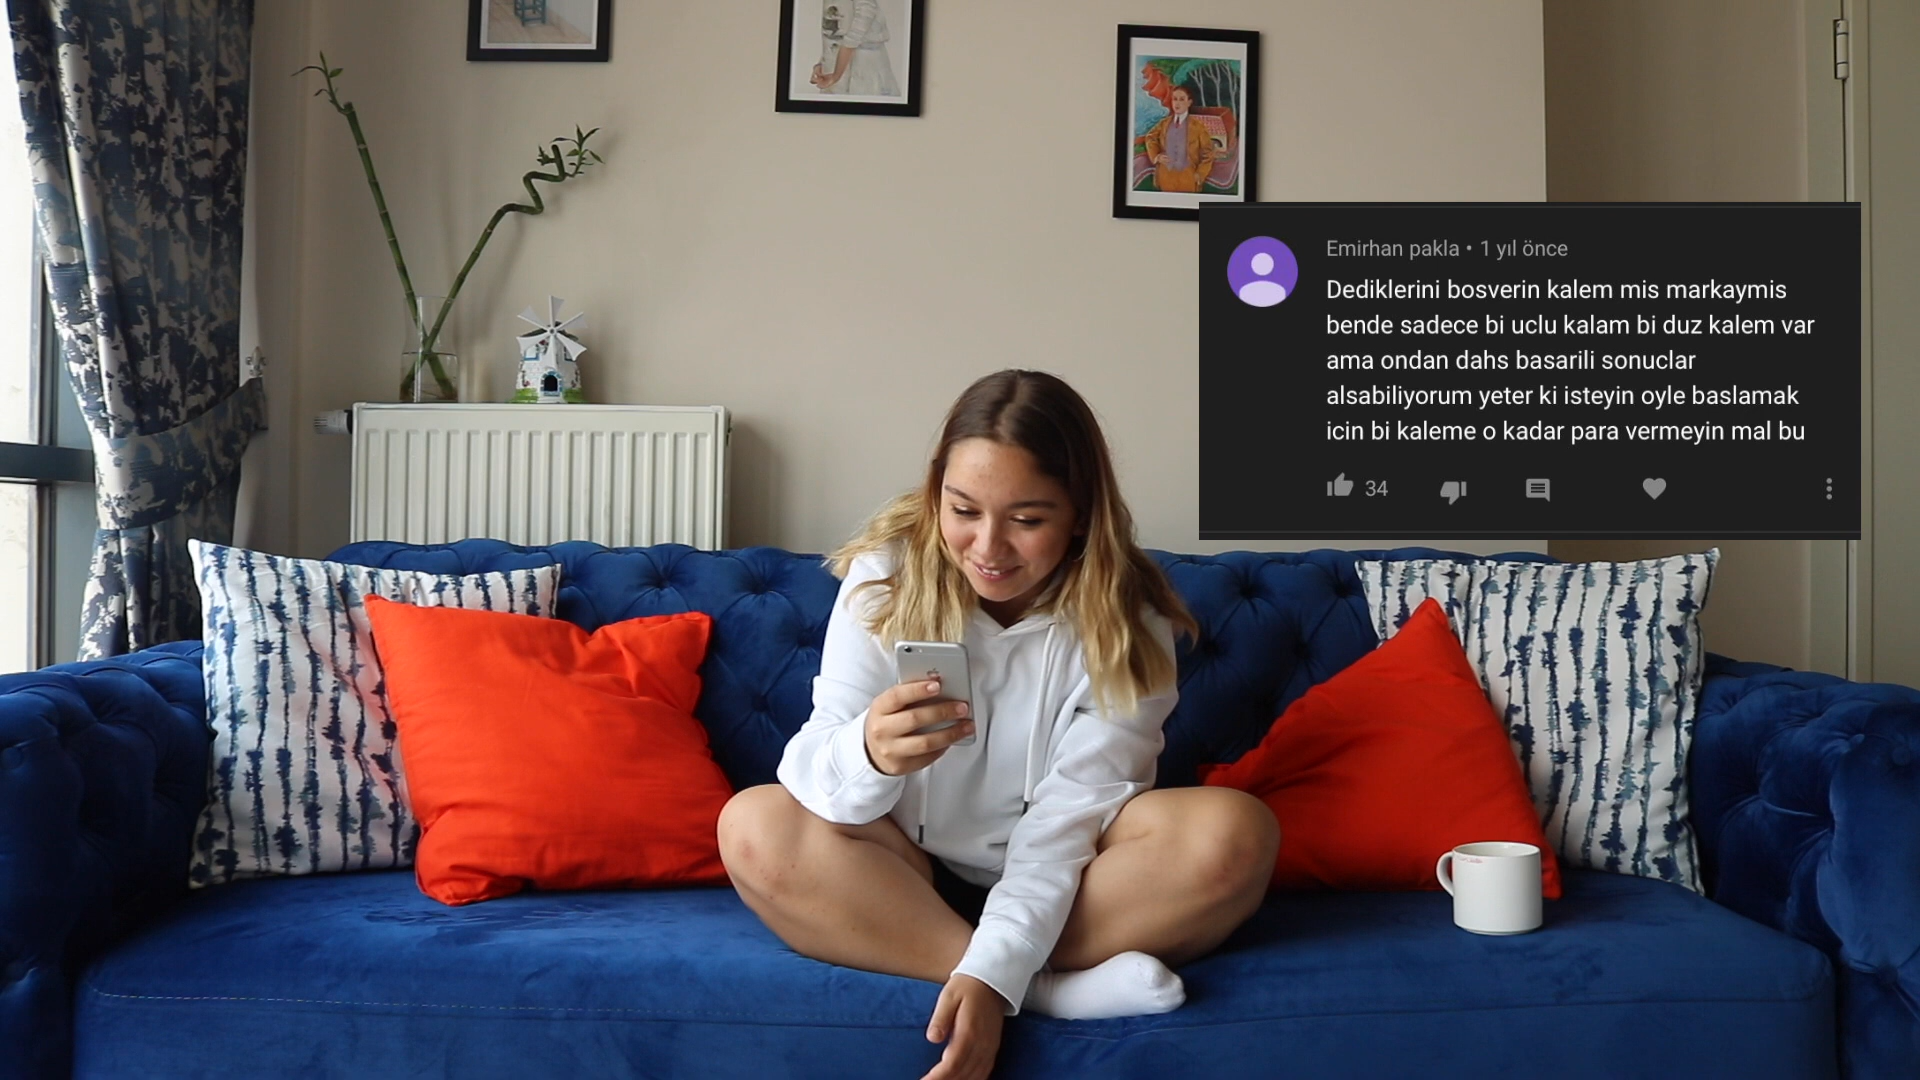 Emirhan pakla • 1 yıl önce
Dediklerini bosverin kalem mis markaymis
bende sadece bi uclu kalam bi duz kalem var
ama ondan dahs basarili sonuclar
alsabiliyorum yeter ki isteyin oyle baslamak
icin bi kaleme o kadar para vermeyin mal bu
34